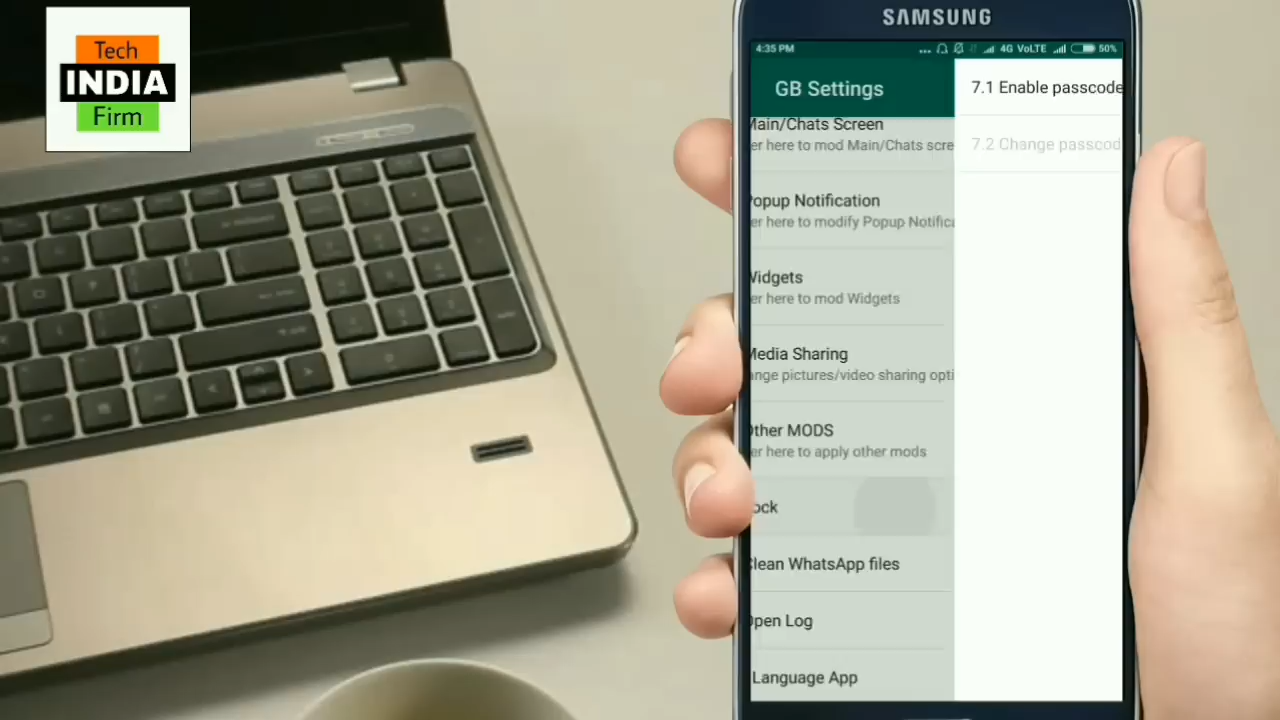 Tech
INDIA
Firm
SAMSUNG
4:35 PM
4G VoLTE
50%
GB Settings
Main/Chats Screen
er here to mod Main/Chats scre
Popup Notification
er here to modify Popup Notific
Widgets
er here to mod Widgets
Media Sharing
ange pictures/video sharing opti
Other MODS
er here to apply other mods
ock
Clean WhatsApp files
Open Log
Language App
7.1 Enable passcode
7.2 Change passcod